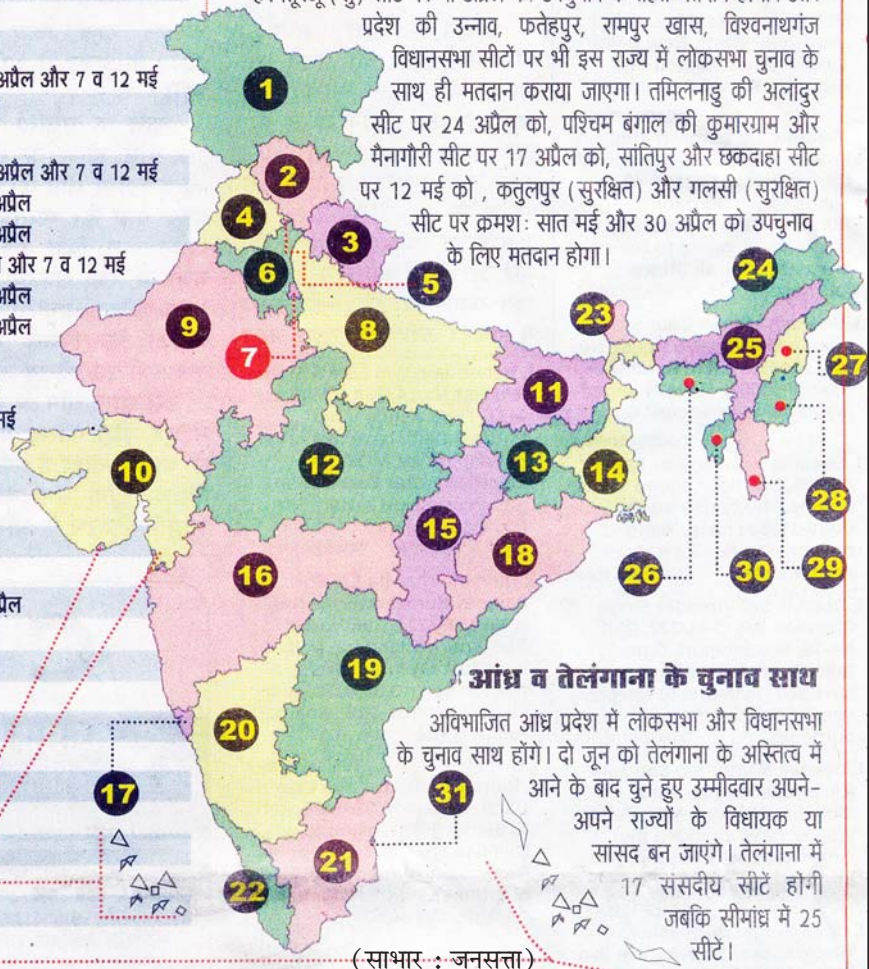 प्रदेश की उन्नाव, फतेहपुर, रामपुर खास, विश्वनाथगंज
विधानसभा सीटों पर भी इस राज्य में लोकसभा चुनाव के
साथ ही मतदान कराया जाएगा। तमिलनाडु की अलांदुर
सीट पर 24 अप्रैल को, पश्चिम बंगाल की कुमारग्राम और
मैनागौरी सीट पर 17 अप्रैल को, सांतिपुर और छकदाहा सीट
पर 12 मई को , कतुलपुर (सुरक्षित) और गलसी (सुरक्षित)
सीट पर क्रमशः सात मई और 30 अप्रैल को उपचुनाव
के लिए मतदान होगा।
अप्रैल और 7 व 12 मई
अप्रैल और 7 व 12 मई
अप्रैल
अप्रैल
और 7 व 12 मई
अप्रैल
अप्रैल
मई
1
2
4
3
6
5
24
23
9
8
7
25
27
11
10
12
13
14
28
15
18
16
26
30
29
19
20
17
31
21
22
आंध्र व तेलंगाना के चुनाव साथ
अविभाजित आंध्र प्रदेश में लोकसभा और विधानसभा
के चुनाव साथ होंगे। दो जून को तेलंगाना के अस्तित्व में
आने के बाद चुने हुए उम्मीदवार अपने-
अपने राज्यों के विधायक या
सांसद बन जाएंगे। तेलंगाना में
17 संसदीय सीटें होंगी
जबकि सीमांध्र में 25
सीटें।
(साभार : जनसत्ता)